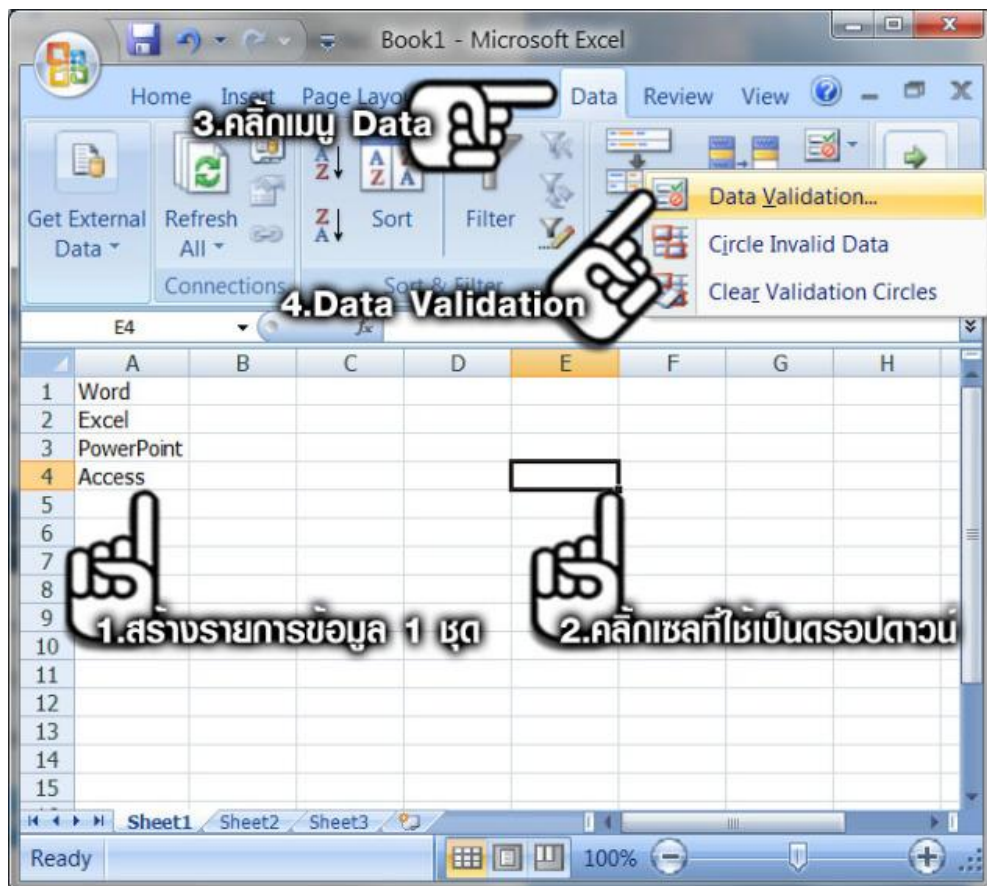 Book1 - Microsoft Excel
Home Insert Page Layo Data Review View
3.คลิ้กเมนู Data
Get External Data
Refresh All
Sort
Filter
Data Validation...
Circle Invalid Data
Clear Validation Circles
Connections
Sort & Filter
4.Data Validation
E4
fx
A B C D E F G H
1 Word
2 Excel
3 PowerPoint
4 Access
5
6
7
8
9
1.สร้างรายการข้อมูล 1 ชุด
2.คลิ้กเซลที่ใช้เป็นดรอปดาวน์
10
11
12
13
14
15
Sheet1 Sheet2 Sheet3
Ready
100%